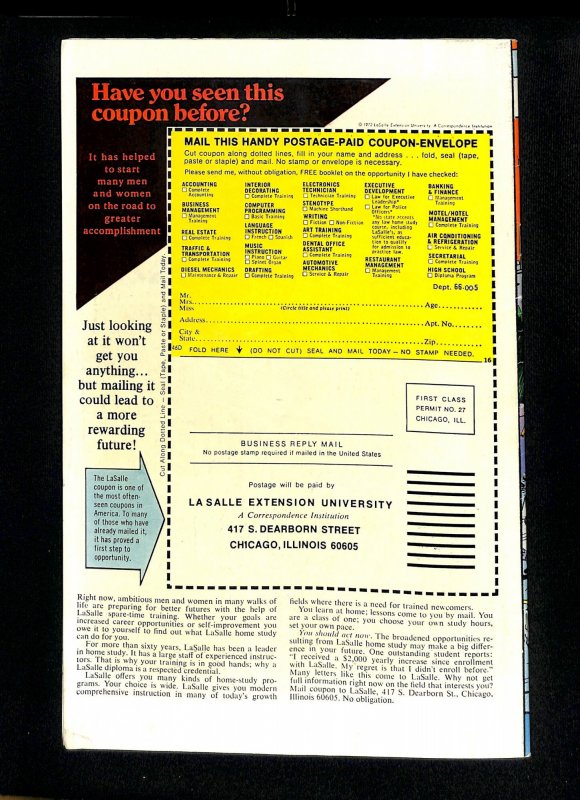 Have you seen this
coupon before?
© 1972 LaSalle Extension University A Correspondence Institution
It has helped
to start
many men
and women
on the road to
greater
accomplishment
MAIL THIS HANDY POSTAGE-PAID COUPON-ENVELOPE
Cut coupon along dotted lines, fill in your name and address . . . fold, seal (tape,
paste or staple) and mail. No stamp or envelope is necessary.
Please send me, without obligation, FREE booklet on the opportunity I have checked:
ACCOUNTING
Complete
Accounting
BUSINESS
MANAGEMENT
Management
Training
REAL ESTATE
Complete Training
TRAFFIC &
TRANSPORTATION
Complete Training
DIESEL MECHANICS
Maintenance & Repair
INTERIOR
DECORATING
Complete Training
COMPUTER
PROGRAMMING
Basic Training
LANGUAGE
INSTRUCTION
French Spanish
MUSIC
INSTRUCTION
Piano Guitar
Spinet Organ
DRAFTING
Complete Training
ELECTRONICS
TECHNICIAN
Technician Training
STENOTYPE
Machine Shorthand
WRITING
Fiction Non-Fiction
ART TRAINING
Complete Training
DENTAL OFFICE
ASSISTANT
Complete Training
AUTOMOTIVE
MECHANICS
Service & Repair
EXECUTIVE
DEVELOPMENT
Law for Executive
Leadership*
Law for Police
Officers*
*No state accepts
any law home study
course, including
LaSalle's, as
sufficient educa-
tion to qualify
for admission to
practice law.
RESTAURANT
MANAGEMENT
Management
Training
BANKING
& FINANCE
Management
Training
MOTEL/HOTEL
MANAGEMENT
Complete Training
AIR CONDITIONING
& REFRIGERATION
Service & Repair
SECRETARIAL
Complete Training
HIGH SCHOOL
Diploma Program
Dept. 66-005
Mr.
Mrs.
Miss
(Circle title and please print)
Age
Address
Apt. No.
City &
State
Zip
46D FOLD HERE (DO NOT CUT) SEAL AND MAIL TODAY – NO STAMP NEEDED.
16
Cut Along Dotted Line – Seal (Tape, Paste or Staple) and Mail Today.
Just looking
at it won't
get you
anything...
but mailing it
could lead to
a more
rewarding
future!
The LaSalle
coupon is one of
the most often-
seen coupons in
America. To many
of those who have
already mailed it,
it has proved a
first step to
opportunity.
FIRST CLASS
PERMIT NO. 27
CHICAGO, ILL.
BUSINESS REPLY MAIL
No postage stamp required if mailed in the United States
Postage will be paid by
LA SALLE EXTENSION UNIVERSITY
A Correspondence Institution
417 S. DEARBORN STREET
CHICAGO, ILLINOIS 60605
Right now, ambitious men and women in many walks of
life are preparing for better futures with the help of
LaSalle spare-time training. Whether your goals are
increased career opportunities or self-improvement you
owe it to yourself to find out what LaSalle home study
can do for you.
For more than sixty years, LaSalle has been a leader
in home study. It has a large staff of experienced instruc-
tors. That is why your training is in good hands; why a
LaSalle diploma is a respected credential.
LaSalle offers you many kinds of home-study pro-
grams. Your choice is wide. LaSalle gives you modern
comprehensive instruction in many of today's growth
fields where there is a need for trained newcomers.
You learn at home; lessons come to you by mail. You
are a class of one; you choose your own study hours,
set your own pace.
You should act now. The broadened opportunities re-
sulting from LaSalle home study may make a big differ-
ence in your future. One outstanding student reports:
"I received a $2,000 yearly increase since enrollment
with LaSalle. My regret is that I didn't enroll before."
Many letters like this come to LaSalle. Why not get
full information right now on the field that interests you?
Mail coupon to LaSalle, 417 S. Dearborn St., Chicago,
Illinois 60605. No obligation.